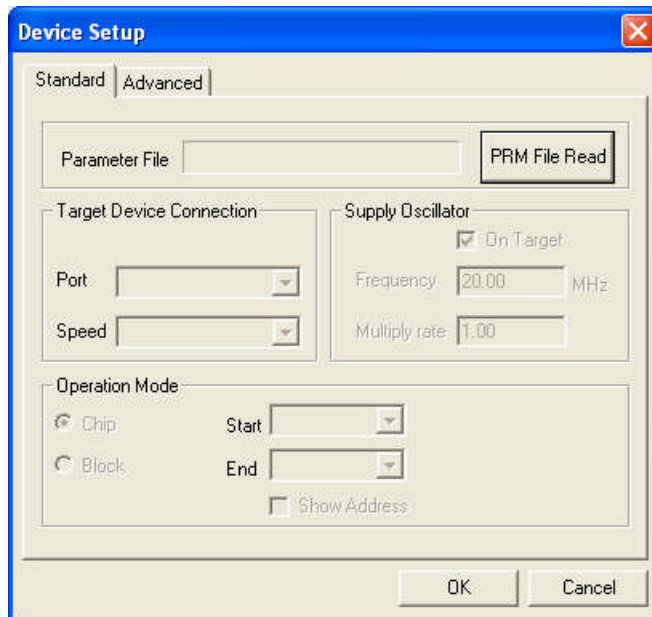 Device Setup
Standard Advanced
Parameter File PRM File Read
Target Device Connection
Port
Speed
Supply Oscillator
On Target
Frequency 20.00 MHz
Multiply rate 1.00
Operation Mode
Chip
Block
Start
End
Show Address
OK Cancel